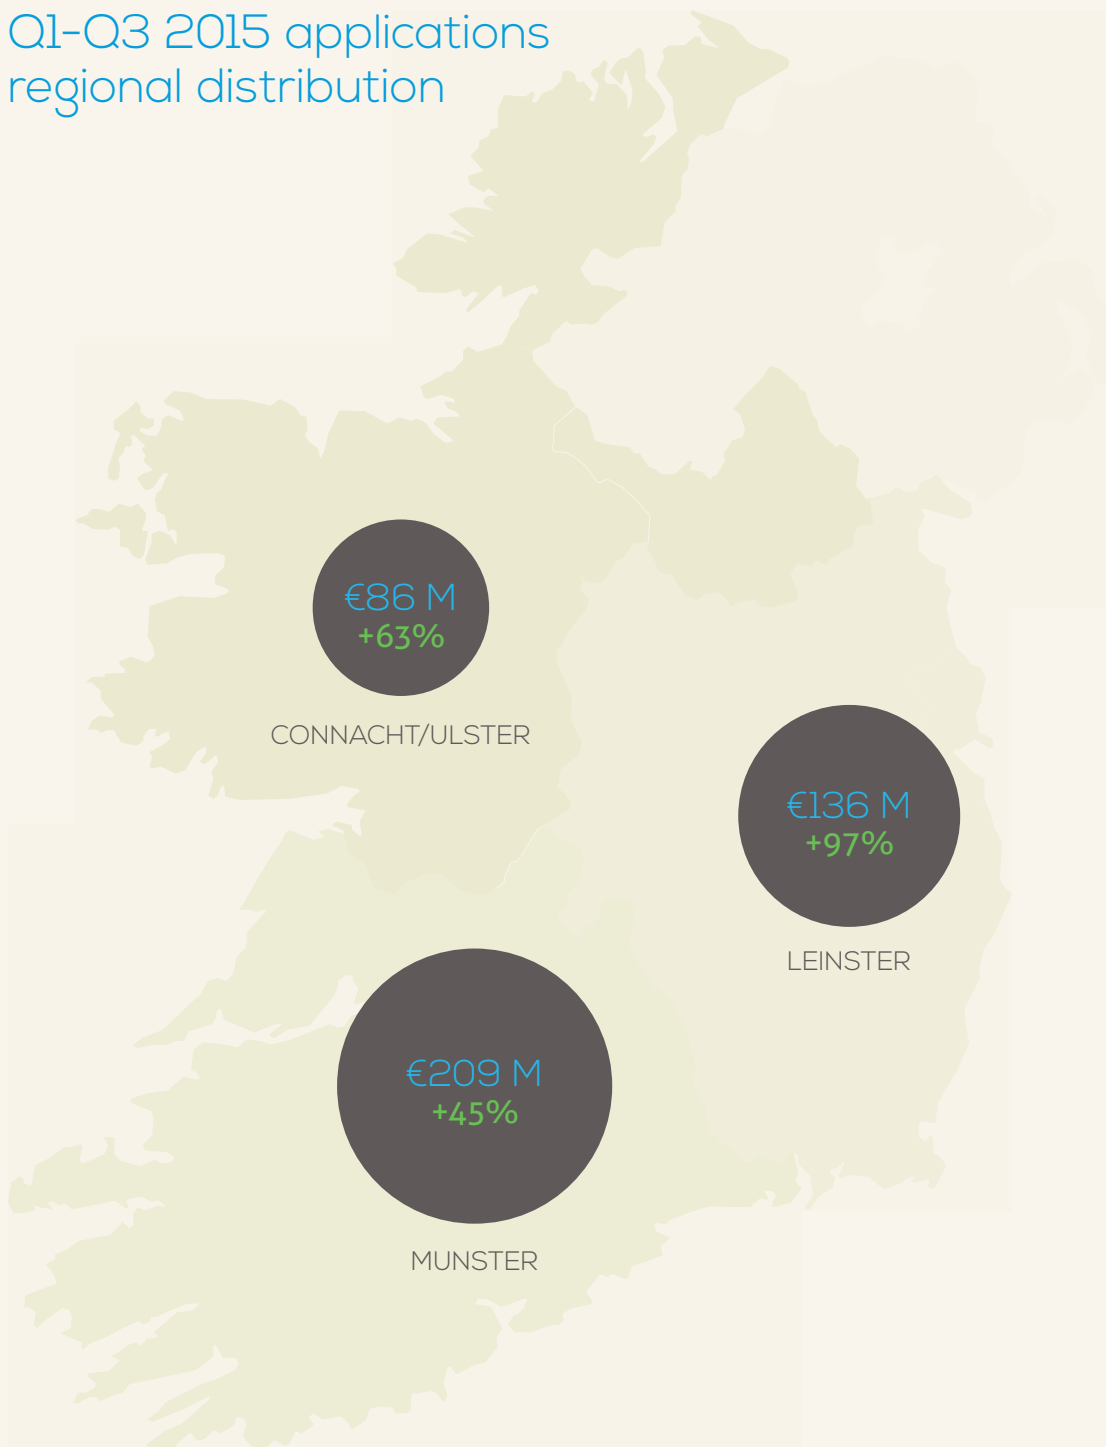 Q1-Q3 2015 applications
regional distribution
€86 M
+63%
CONNACHT/ULSTER
€136 M
+97%
LEINSTER
€209 M
+45%
MUNSTER